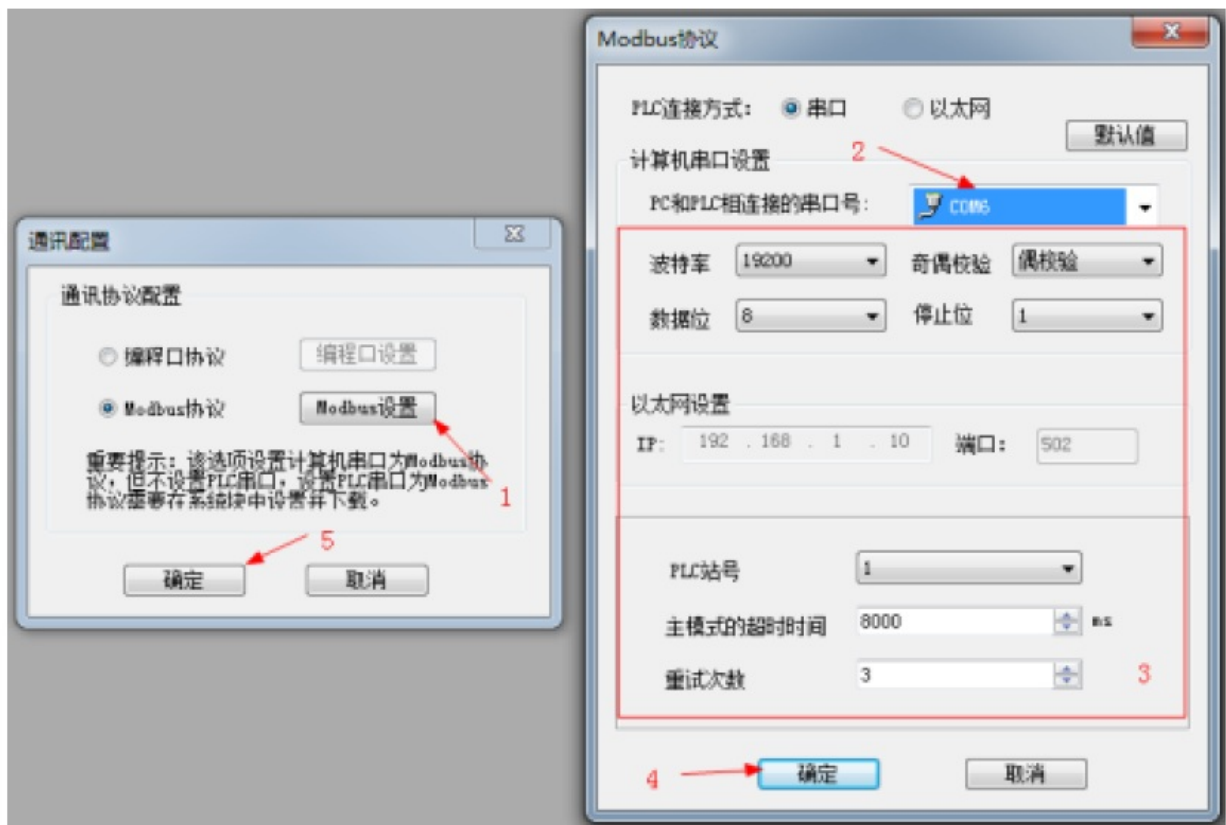 通讯配置
通讯协议配置
编程口协议
编程口设置
Modbus协议
Modbus设置
重要提示：该选项设置计算机串口为Modbus协
议，但不设置PLC串口，设置PLC串口为Modbus
协议需要在系统块中设置并下载。
1
5
确定
取消
Modbus协议
PLC连接方式：
串口
以太网
默认值
计算机串口设置
2
PC和PLC相连接的串口号：
COM6
波特率
19200
奇偶校验
偶校验
数据位
8
停止位
1
以太网设置
IP:
192 . 168 . 1 . 10
端口：
502
PLC站号
1
主模式的超时时间
8000
ms
重试次数
3
3
4
确定
取消